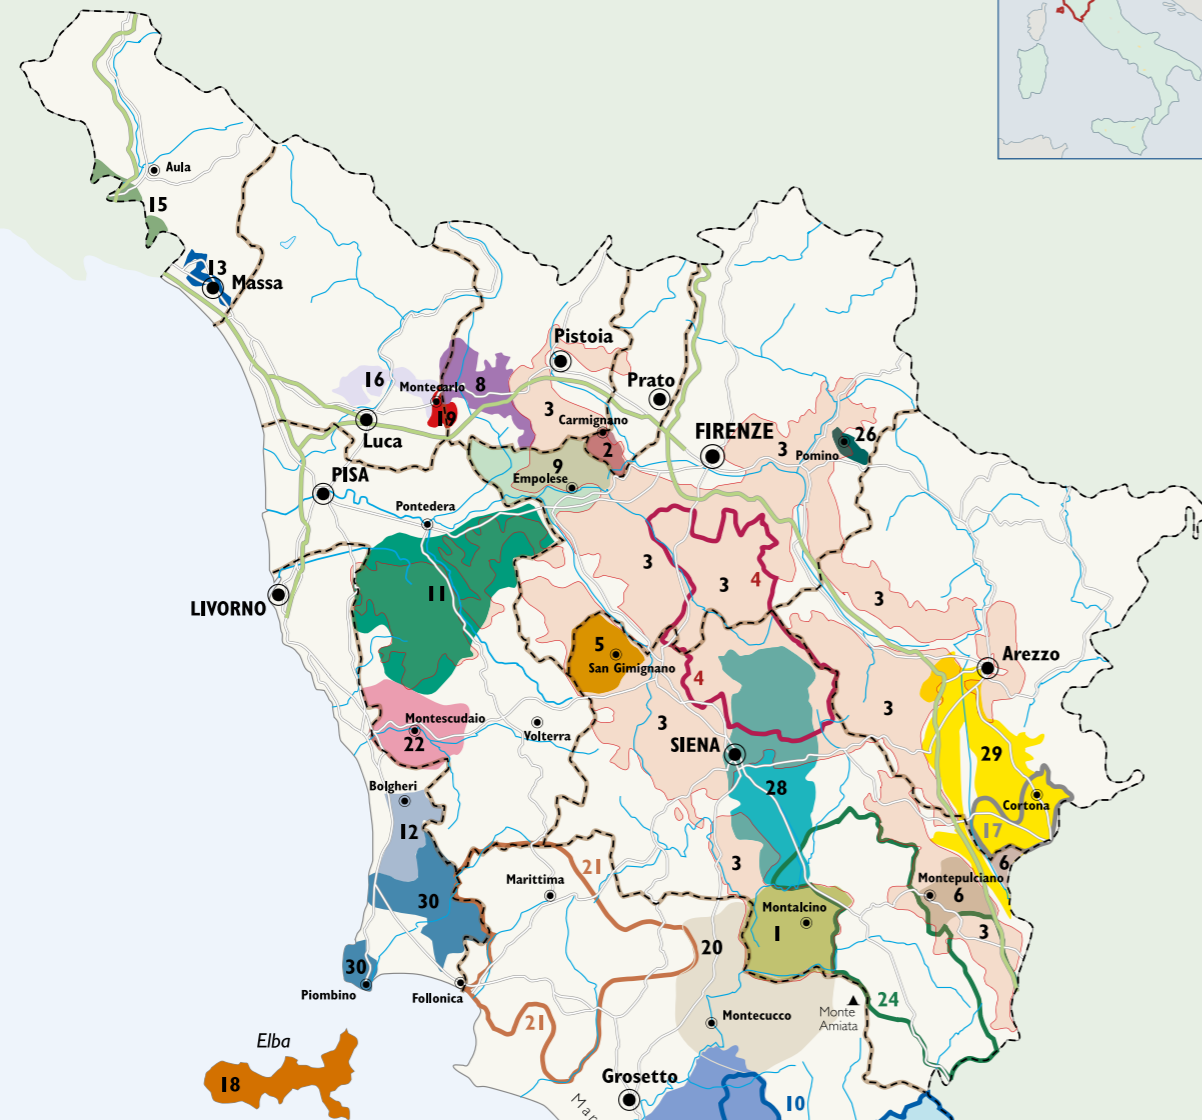 Aula
15
13
Massa
Pistoia
16
Montecarlo
8
Prato
19
3
Carmignano
Luca
FIRENZE
26
2
3
Pomino
PISA
9
Empolese
Pontedera
3
3
4
11
3
LIVORNO
5
San Gimignano
Arezzo
4
3
Montescudaio
3
22
Volterra
SIENA
29
Bolgheri
28
Cortona
12
17
3
6
21
Marittima
Montepulciano
6
30
Montalcino
1
3
20
30
Piombino
Follonica
24
Monte
Amiata
21
Montecucco
Elba
18
Grosseto
Mar
10